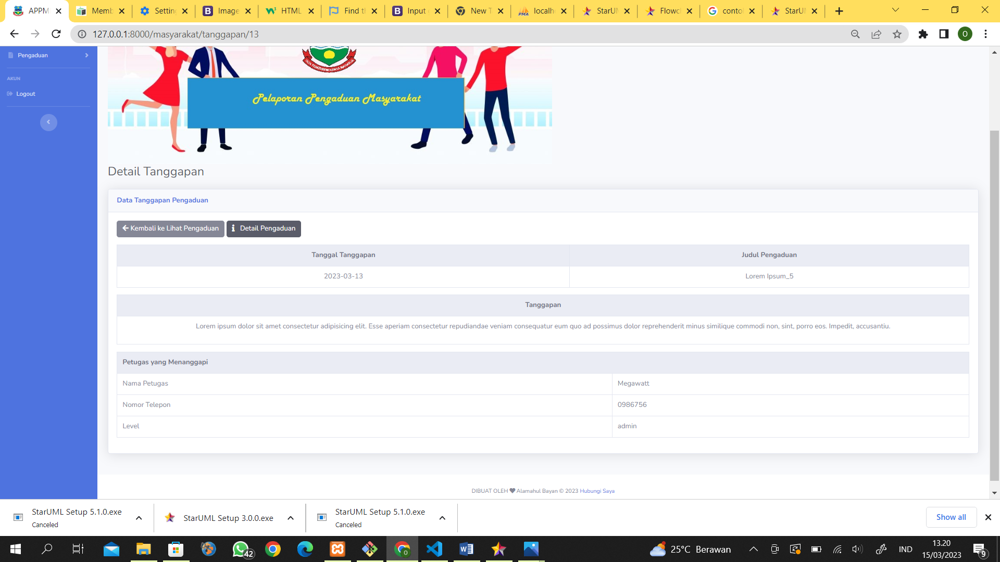 APPM
Memb
Settin
Image
HTML
Find th
Input
New T
localh
StarUM
Flowc
conto
StarUM
127.0.0.1:8000/masyarakat/tanggapan/13
O
Pengaduan
AKUN
Logout
Pelaporan Pengaduan Masyarakat
Detail Tanggapan
Data Tanggapan Pengaduan
Kembali ke Lihat Pengaduan
Detail Pengaduan
Tanggal Tanggapan Judul Pengaduan
2023-03-13 Lorem Ipsum_5
Tanggapan
Lorem ipsum dolor sit amet consectetur adipisicing elit. Esse aperiam consectetur repudiandae veniam consequatur eum quo ad possimus dolor reprehenderit minus similique commodi non, sint, porro eos. Impedit, accusantiu.
Petugas yang Menanggapi
Nama Petugas Megawatt
Nomor Telepon 0986756
Level admin
DIBUAT OLEH Alamahul Bayan © 2023 Hubungi Saya
StarUML Setup 5.1.0.exe
Canceled
StarUML Setup 3.0.0.exe
StarUML Setup 5.1.0.exe
Canceled
Show all
42
25°C Berawan
IND
13.20
15/03/2023
9